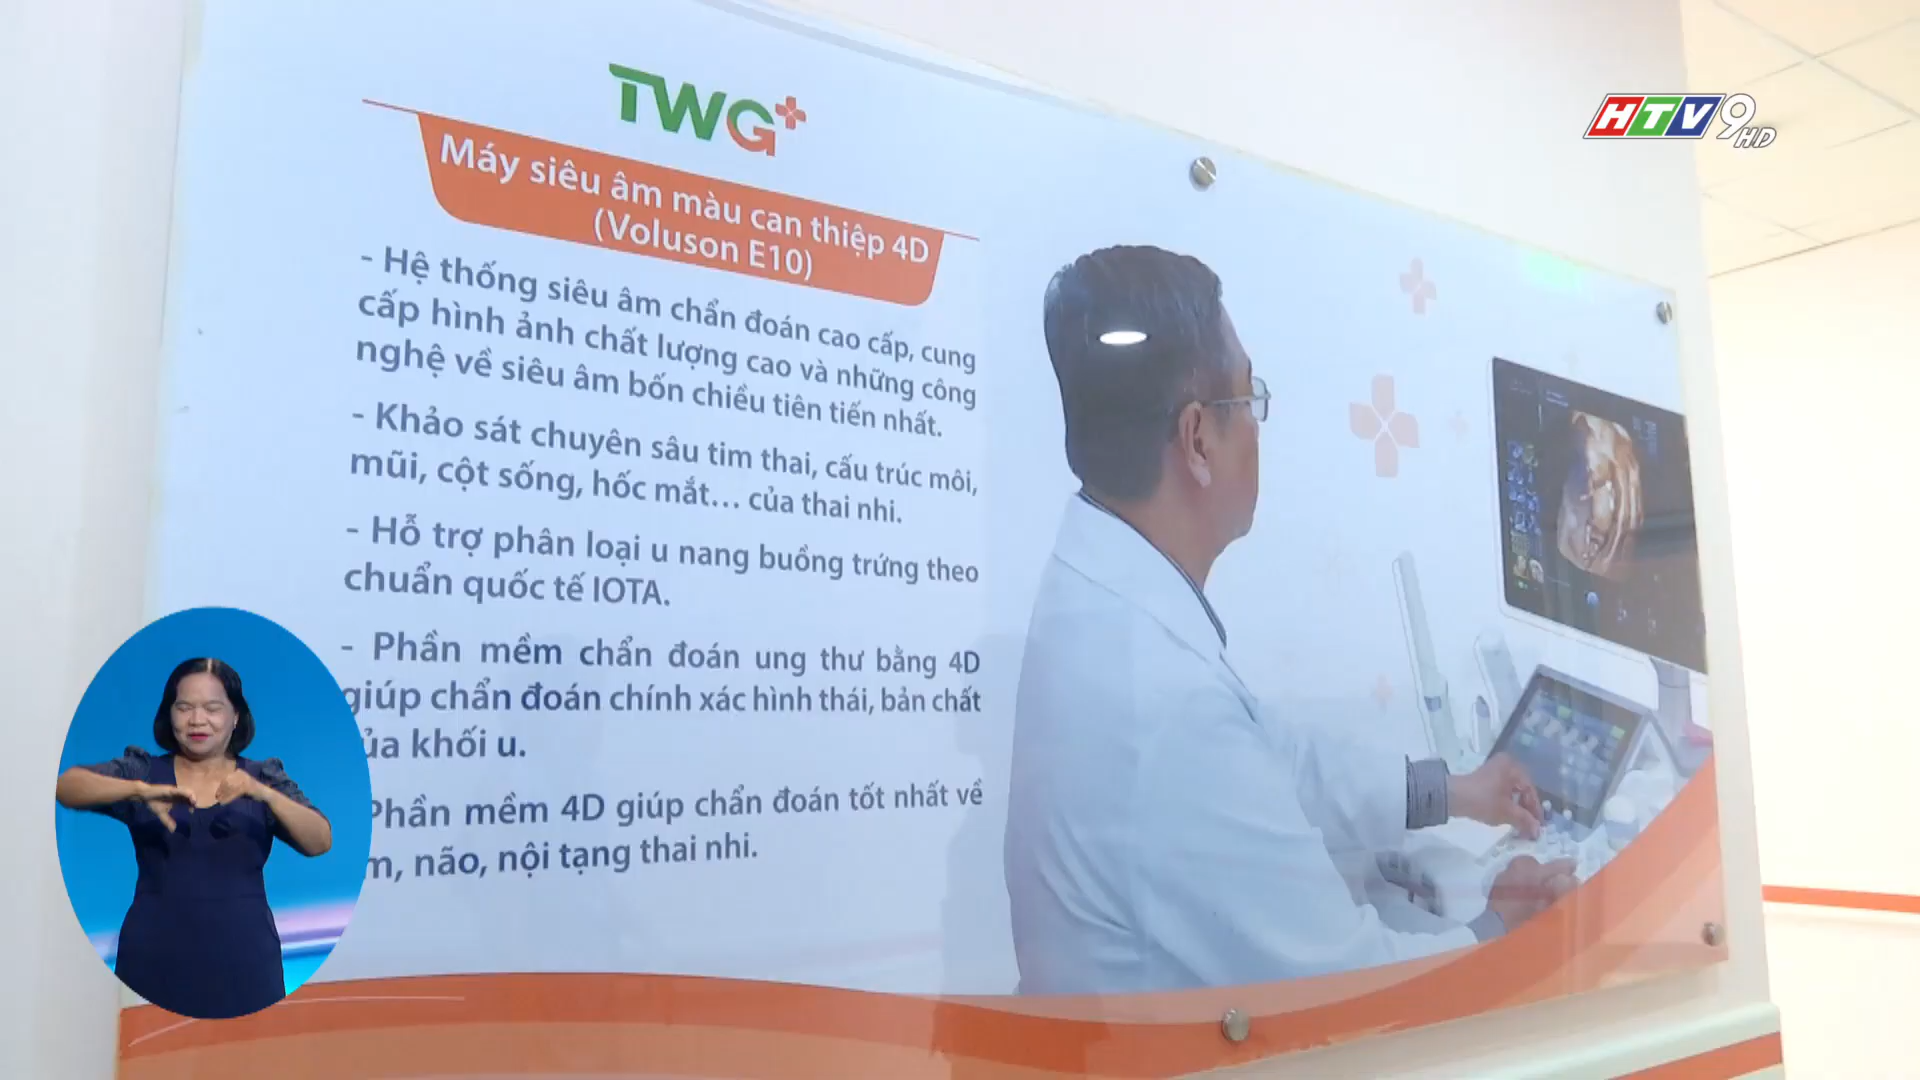 TWG+
HTV9 HD
Máy siêu âm màu can thiệp 4D
(Voluson E10)
- Hệ thống siêu âm chẩn đoán cao cấp, cung
cấp hình ảnh chất lượng cao và những công
nghệ về siêu âm bốn chiều tiên tiến nhất.
- Khảo sát chuyên sâu tim thai, cấu trúc môi,
mũi, cột sống, hốc mắt... của thai nhi.
- Hỗ trợ phân loại u nang buồng trứng theo
chuẩn quốc tế IOTA.
- Phần mềm chẩn đoán ung thư bằng 4D
giúp chẩn đoán chính xác hình thái, bản chất
khối u.
Phần mềm 4D giúp chẩn đoán tốt nhất về
não, nội tạng thai nhi.